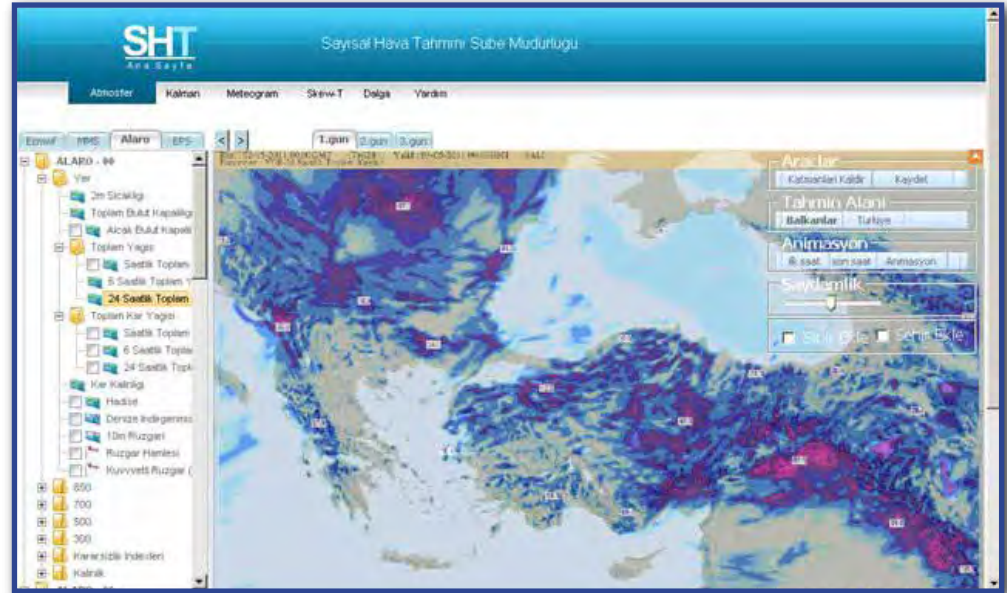 SHT
Ana Sayfa
Sayısal Hava Tahmini Sube Mudurlugu
Atmosfer Kalman Meteogram Skew-T Dalga Yardım
Ecmwf MM5 Alaro EPS < > 1.gun 2.gun 3.gun
ALARO - 00
Yer
2m Sicakligi
Toplam Bulut Kapaliligi
Alcak Bulut Kapali
Toplam Yagis
Saatlik Toplam
6 Saatlik Toplam Y
24 Saatlik Toplam
Toplam Kar Yagisi
Saatlik Toplam
6 Saatlik Toplam
24 Saatlik Topl
Kar Kalinligi
Hadise
Denize Indirgenmis
10m Ruzgari
Ruzgar Hamlesi
Kuvvetli Ruzgar (
850
700
500
300
Kararsizlik Indexleri
Kalinlik
Araclar
Katmanlari Kaldir Kaydet
Tahmin Alani
Balkanlar Turkiye
Animasyon
ilk saat son saat Animasyon
Saydamlik
Sinir Ekle Sehir Ekle